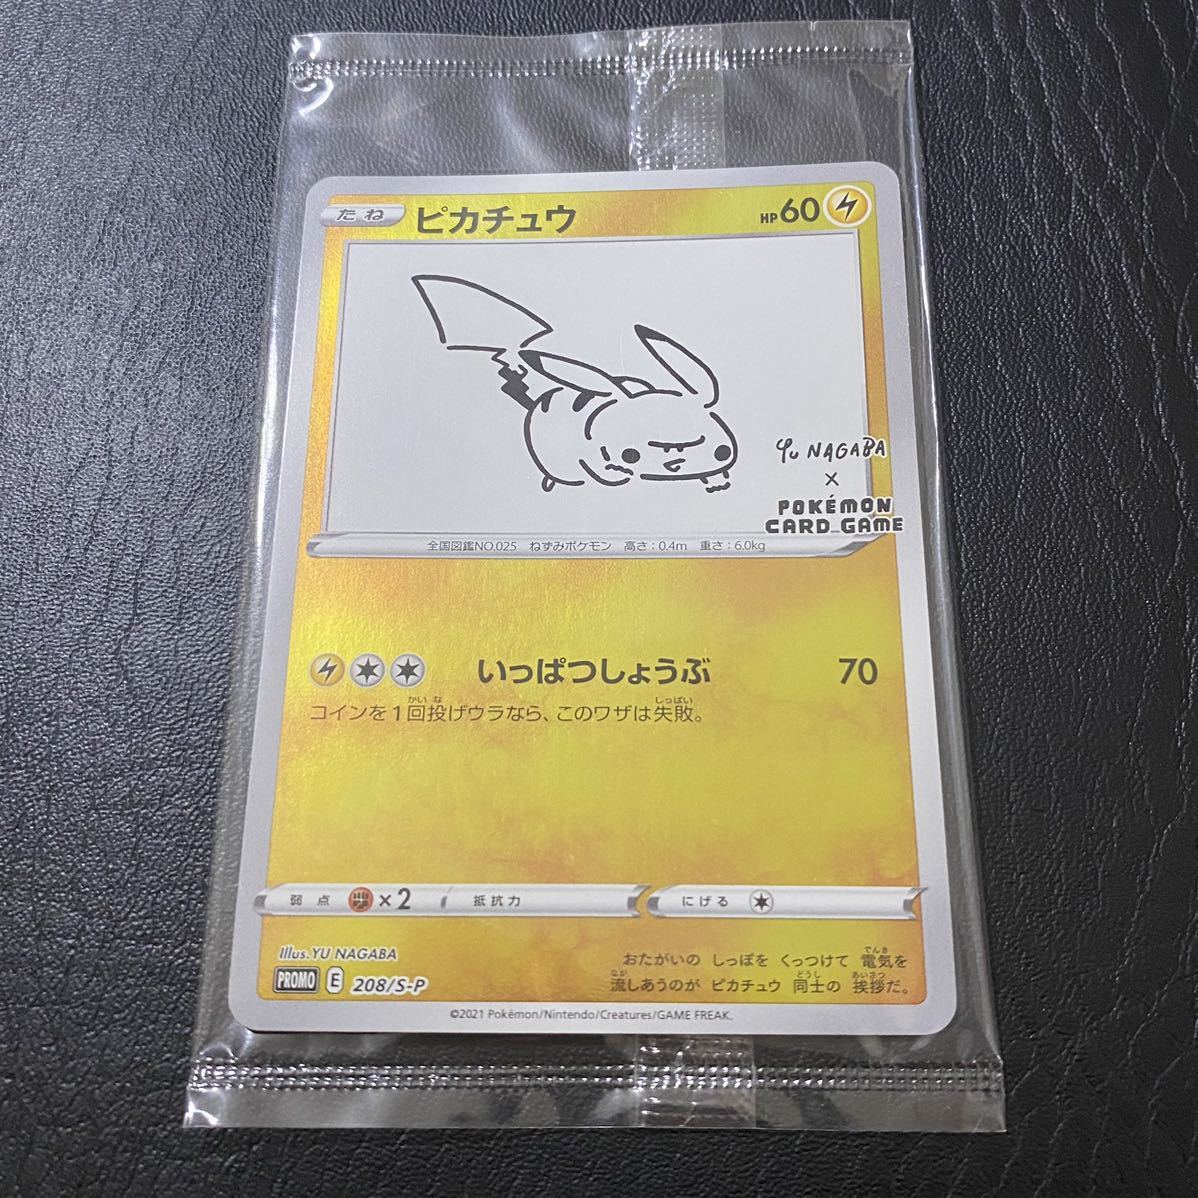 たね ピカチュウ HP60
Yu NAGABA
×
POKÉMON
CARD GAME
全国図鑑NO.025 ねずみポケモン 高さ:0.4m 重さ:6.0kg
いっぱつしょうぶ 70
コインを1回投げウラなら、このワザは失敗。
弱点 ×2 抵抗力 にげる
Illus.YU NAGABA
PROMO E 208/S-P
おたがいの しっぽを くっつけて 電気を
流しあうのが ピカチュウ 同士の 挨拶だ。
©2021 Pokémon/Nintendo/Creatures/GAME FREAK.